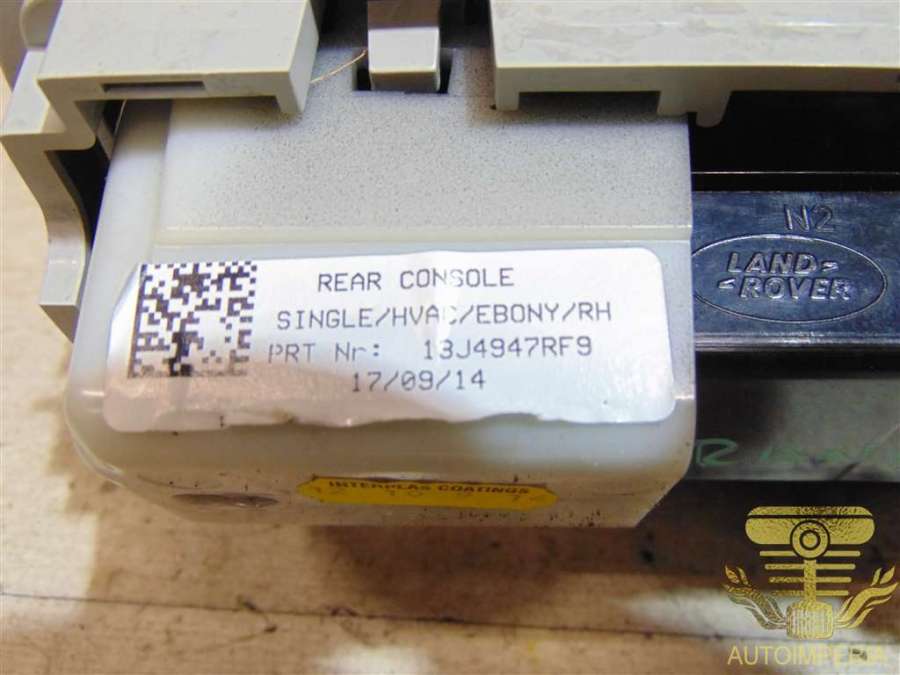 N2
LAND-
-ROVER
REAR CONSOLE
SINGLE/HVAC/EBONY/RH
PRT Nr: 13J4947RF9
17/09/14
INTERPLAS COATINGS
AUTOIMPERIA